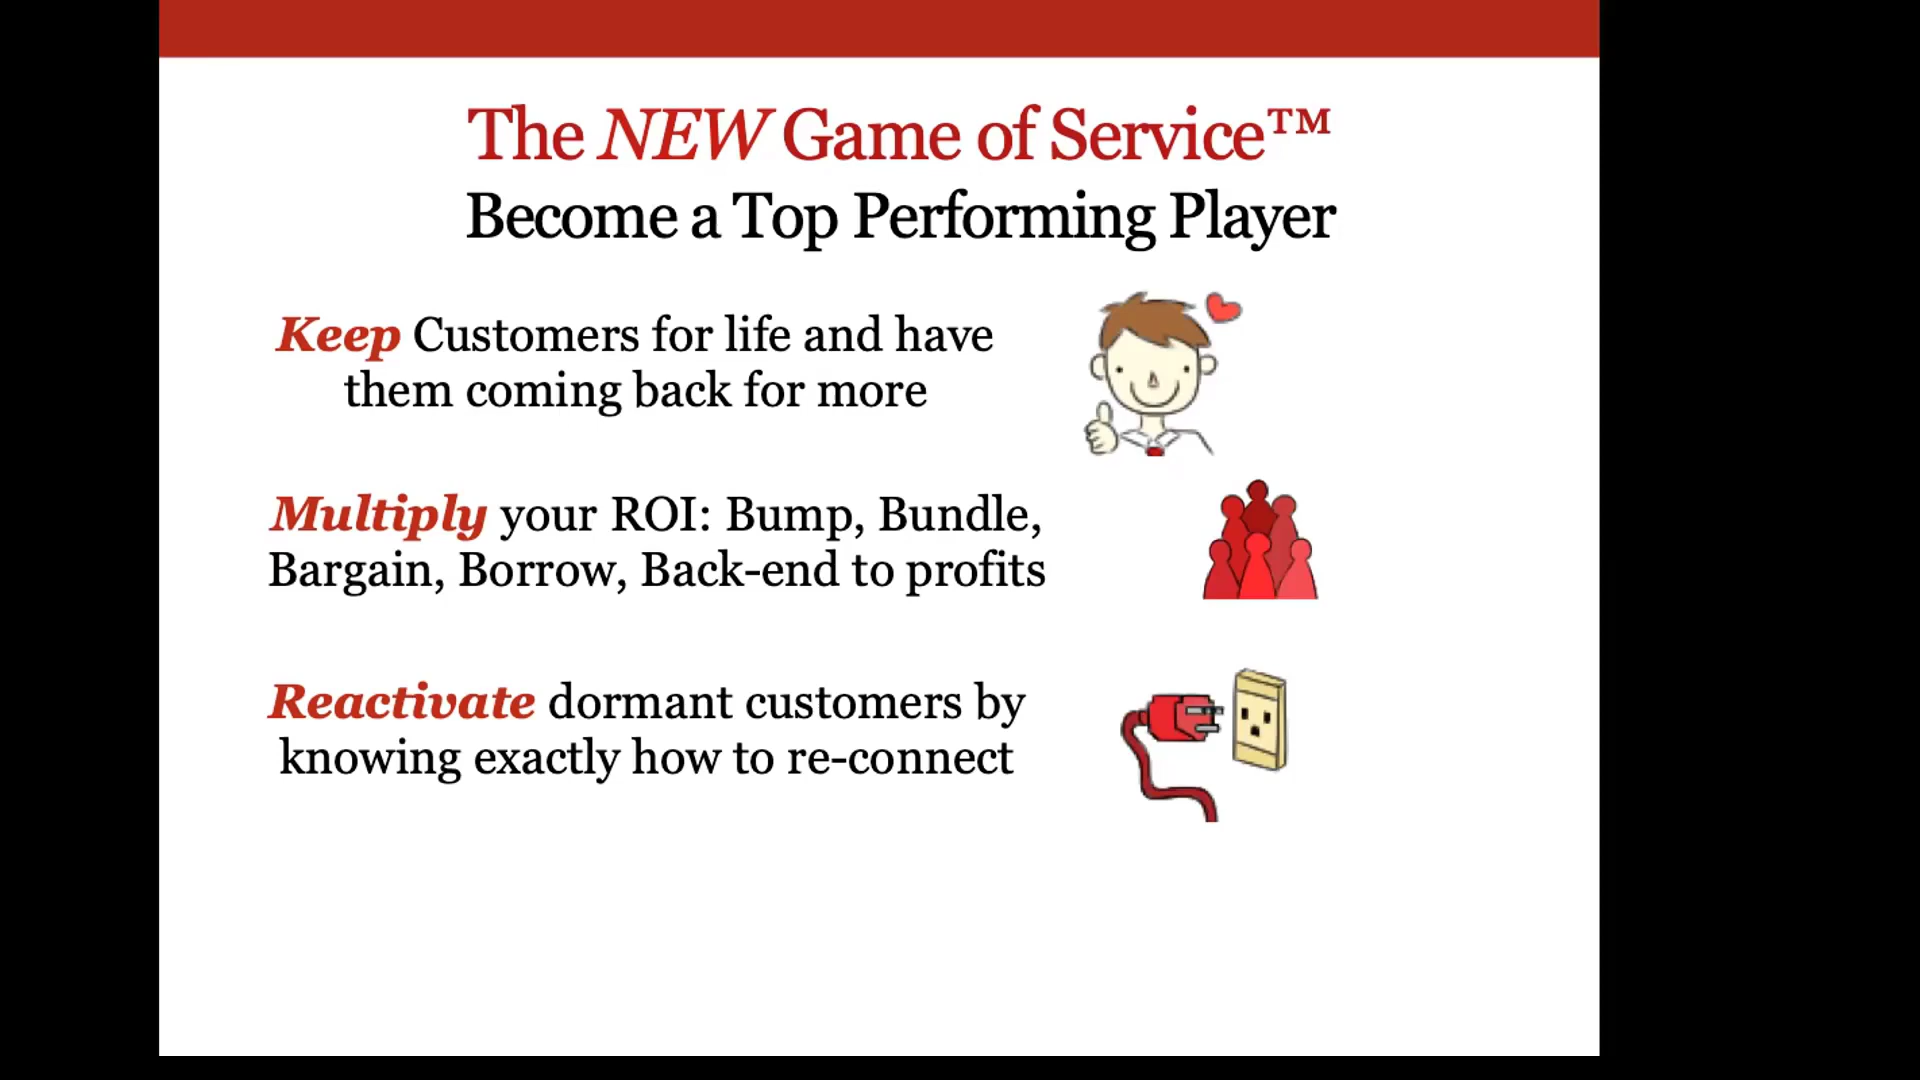 The NEW Game of Service™
Become a Top Performing Player
Keep Customers for life and have
them coming back for more
Multiply your ROI: Bump, Bundle,
Bargain, Borrow, Back-end to profits
Reactivate dormant customers by
knowing exactly how to re-connect